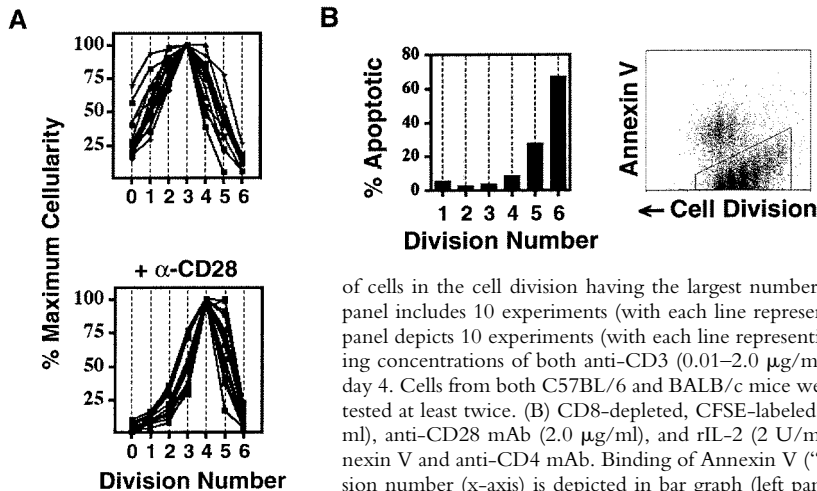 A
100
75
50
25
0 1 2 3 4 5 6
+ α-CD28
100
75
50
25
0 1 2 3 4 5 6
Division Number
% Maximum Cellularity
B
80
60
40
20
0
1 2 3 4 5 6
% Apoptotic
Division Number
Annexin V
← Cell Division
of cells in the cell division having the largest number
panel includes 10 experiments (with each line represen
panel depicts 10 experiments (with each line representi
ing concentrations of both anti-CD3 (0.01–2.0 μg/m
day 4. Cells from both C57BL/6 and BALB/c mice we
tested at least twice. (B) CD8-depleted, CFSE-labeled
ml), anti-CD28 mAb (2.0 μg/ml), and rIL-2 (2 U/m
nexin V and anti-CD4 mAb. Binding of Annexin V (“
sion number (x-axis) is depicted in bar graph (left pan